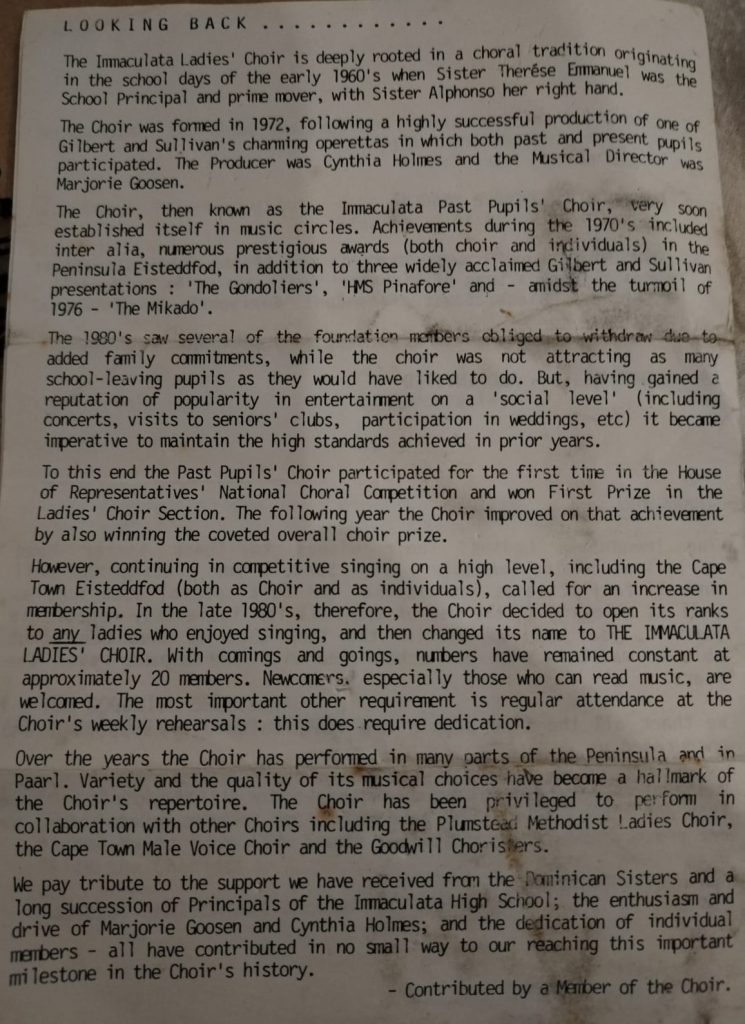 LOOKING BACK ............
The Immaculata Ladies' Choir is deeply rooted in a choral tradition originating
in the school days of the early 1960's when Sister Therése Emmanuel was the
School Principal and prime mover, with Sister Alphonso her right hand.
The Choir was formed in 1972, following a highly successful production of one of
Gilbert and Sullivan's charming operettas in which both past and present pupils
participated. The Producer was Cynthia Holmes and the Musical Director was
Marjorie Goosen.
The Choir, then known as the Immaculata Past Pupils' Choir, very soon
established itself in music circles. Achievements during the 1970's included
inter alia, numerous prestigious awards (both choir and individuals) in the
Peninsula Eisteddfod, in addition to three widely acclaimed Gilbert and Sullivan
presentations : 'The Gondoliers', 'HMS Pinafore' and - amidst the turmoil of
1976 - 'The Mikado'.
The 1980's saw several of the foundation members obliged to withdraw due to
added family commitments, while the choir was not attracting as many
school-leaving pupils as they would have liked to do. But, having gained a
reputation of popularity in entertainment on a 'social level' (including
concerts, visits to seniors' clubs, participation in weddings, etc) it became
imperative to maintain the high standards achieved in prior years.
To this end the Past Pupils' Choir participated for the first time in the House
of Representatives' National Choral Competition and won First Prize in the
Ladies' Choir Section. The following year the Choir improved on that achievement
by also winning the coveted overall choir prize.
However, continuing in competitive singing on a high level, including the Cape
Town Eisteddfod (both as Choir and as individuals), called for an increase in
membership. In the late 1980's, therefore, the Choir decided to open its ranks
to any ladies who enjoyed singing, and then changed its name to THE IMMACULATA
LADIES' CHOIR. With comings and goings, numbers have remained constant at
approximately 20 members. Newcomers, especially those who can read music, are
welcomed. The most important other requirement is regular attendance at the
Choir's weekly rehearsals : this does require dedication.
Over the years the Choir has performed in many parts of the Peninsula and in
Paarl. Variety and the quality of its musical choices have become a hallmark of
the Choir's repertoire. The Choir has been privileged to perform in
collaboration with other Choirs including the Plumstead Methodist Ladies Choir,
the Cape Town Male Voice Choir and the Goodwill Choristers.
We pay tribute to the support we have received from the Dominican Sisters and a
long succession of Principals of the Immaculata High School; the enthusiasm and
drive of Marjorie Goosen and Cynthia Holmes; and the dedication of individual
members - all have contributed in no small way to our reaching this important
milestone in the Choir's history.
- Contributed by a Member of the Choir.